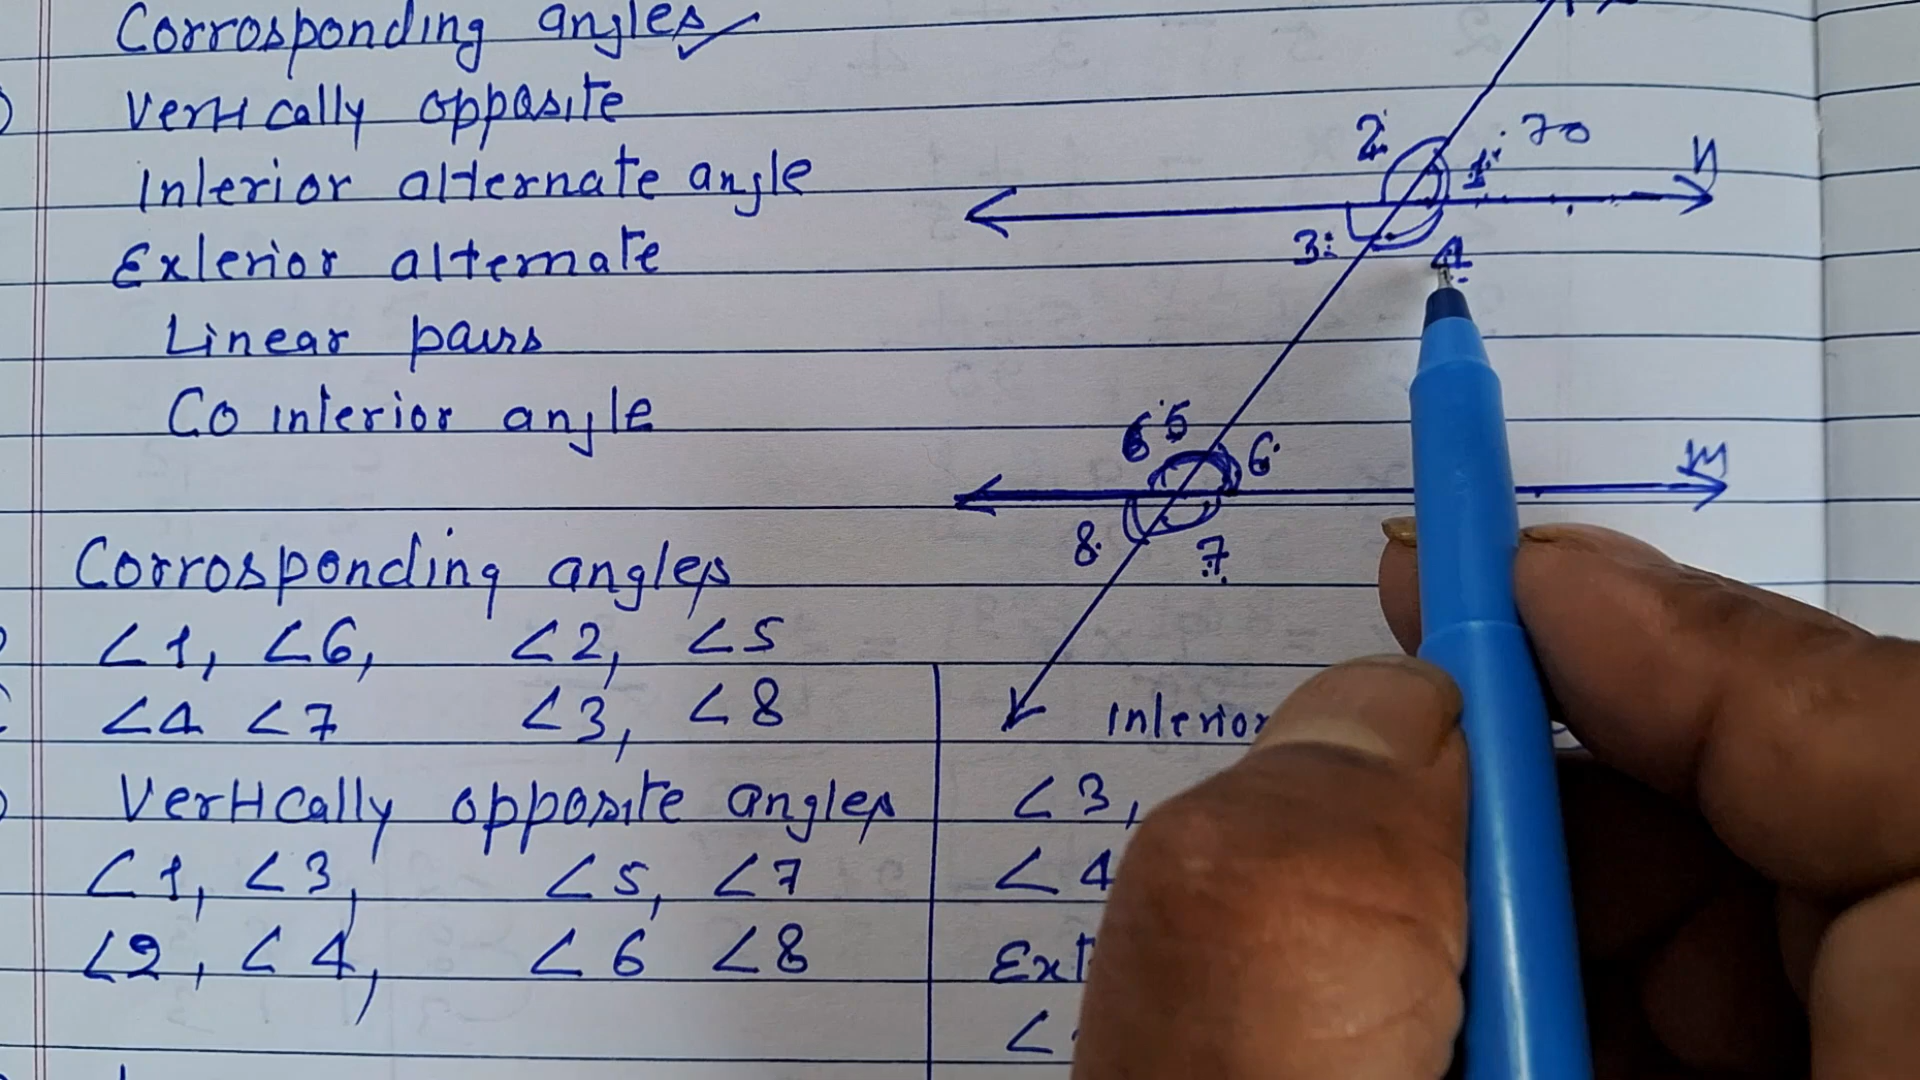 Corrosponding angles
Vertically opposite
Interior alternate angle
Exterior alternate
Linear pairs
Co interior angle
2 1 70 n
3 4
5 6 m
8 7
Corrosponding angles
∠1, ∠6, ∠2, ∠5
∠4 ∠7 ∠3, ∠8
Vertically opposite angles
∠1, ∠3, ∠5, ∠7
∠2, ∠4, ∠6 ∠8
Interior
∠3,
∠4
Ext
∠